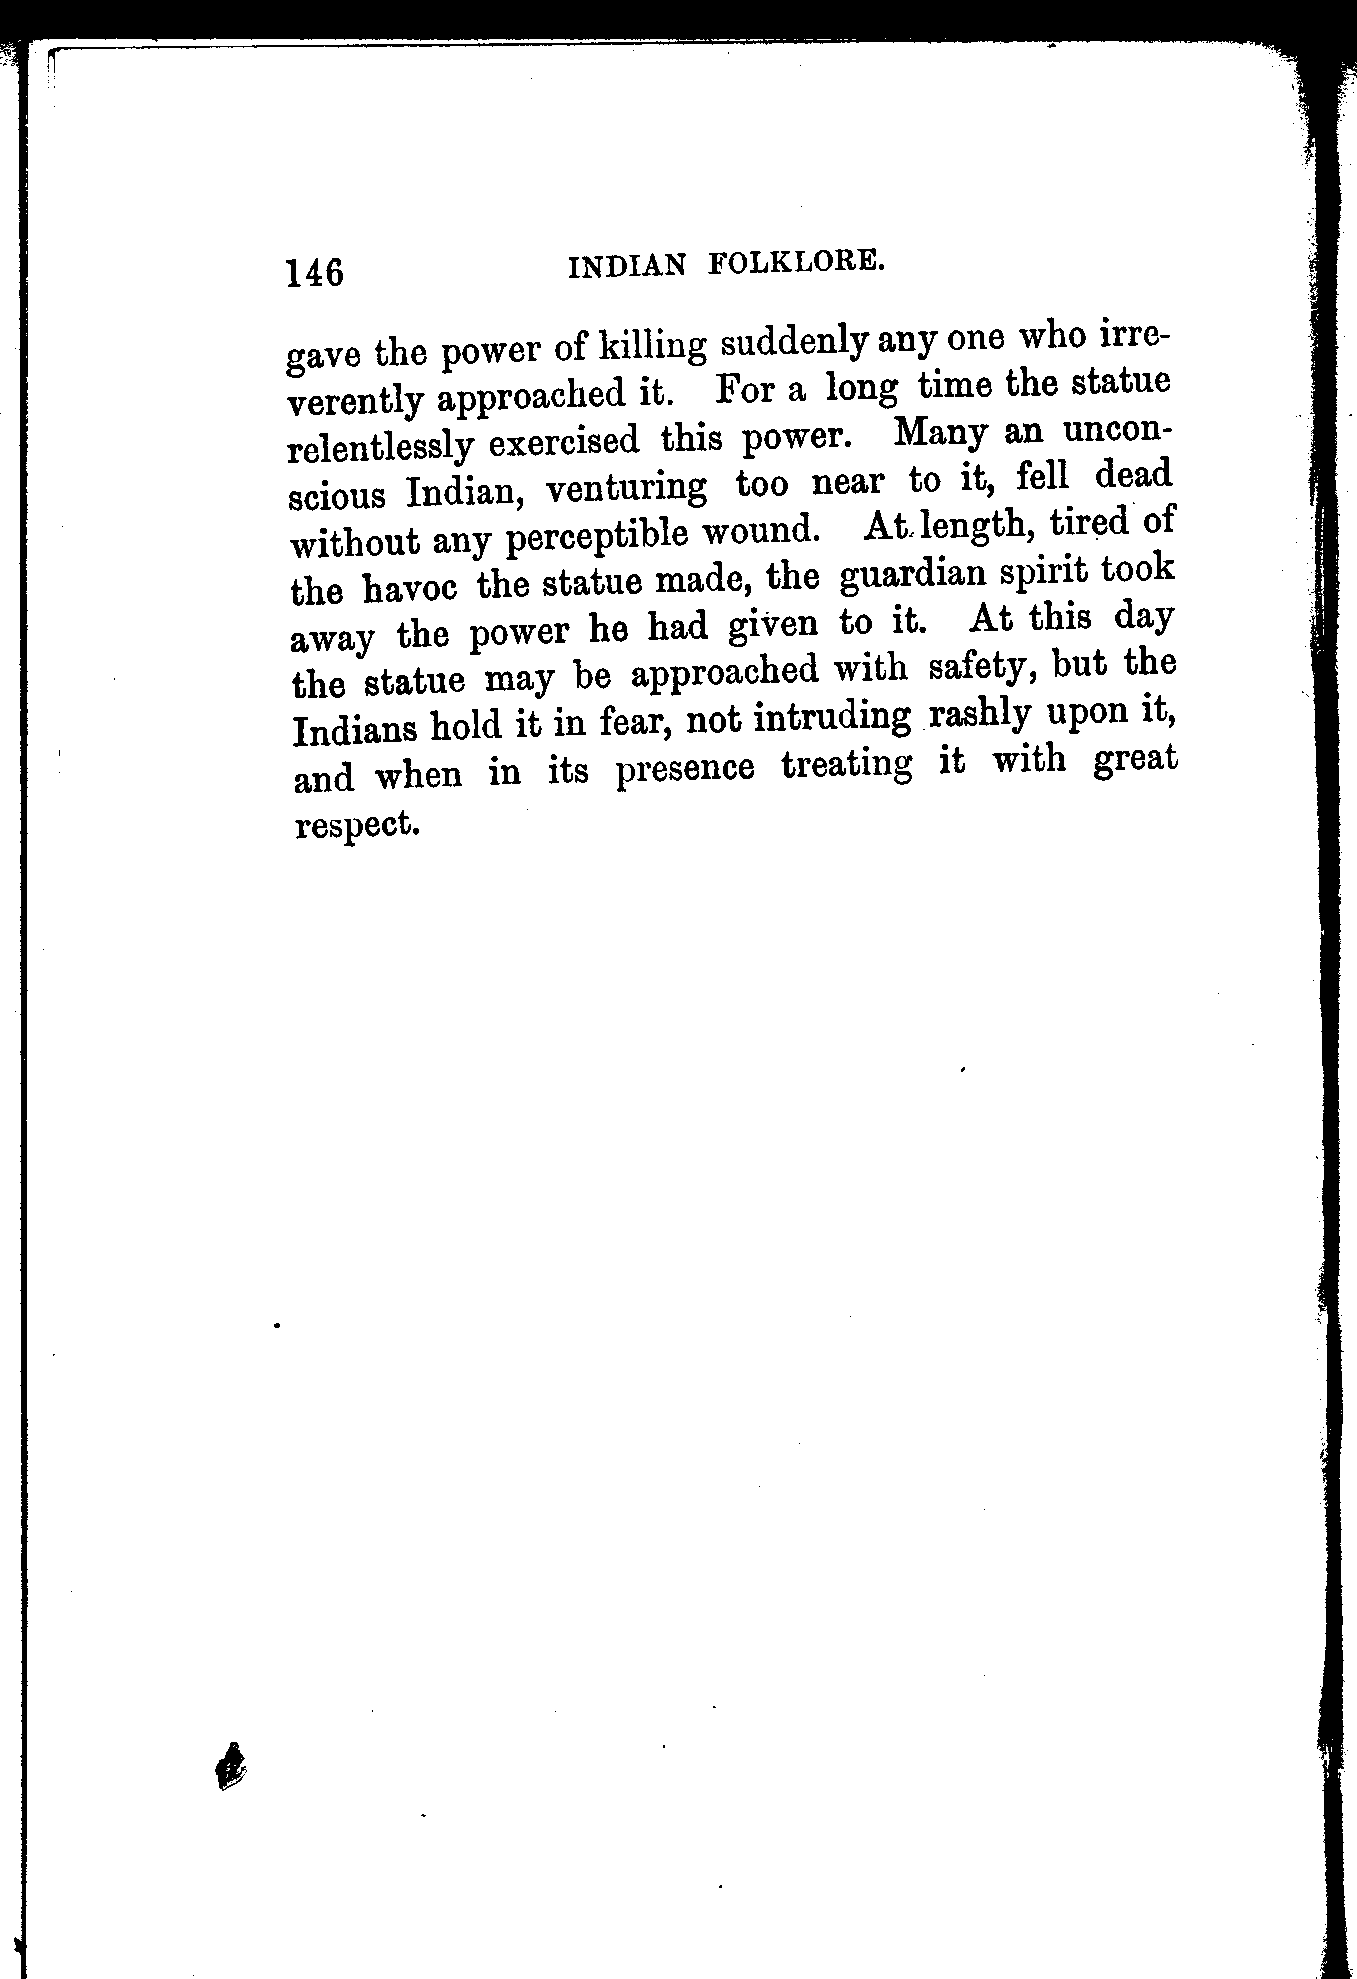 146 INDIAN FOLKLORE.
gave the power of killing suddenly any one who irre-
verently approached it. For a long time the statue
relentlessly exercised this power. Many an uncon-
scious Indian, venturing too near to it, fell dead
without any perceptible wound. At length, tired of
the havoc the statue made, the guardian spirit took
away the power he had given to it. At this day
the statue may be approached with safety, but the
Indians hold it in fear, not intruding rashly upon it,
and when in its presence treating it with great
respect.